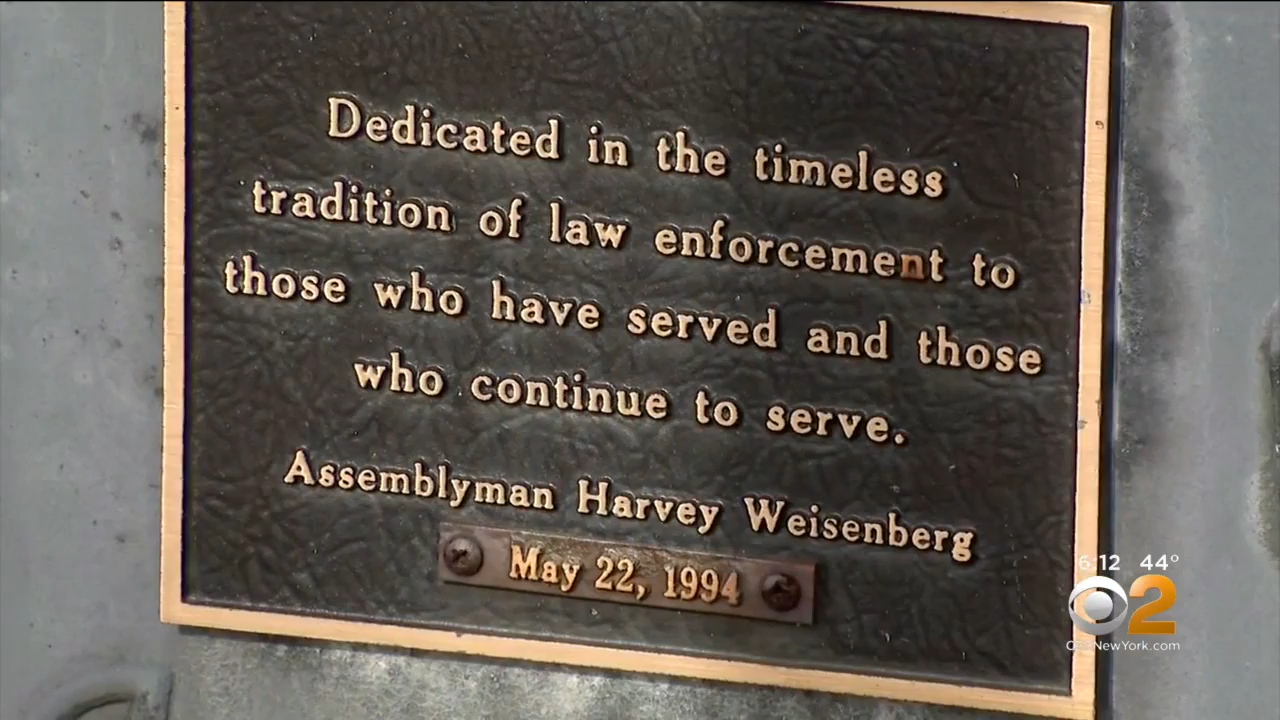 Dedicated in the timeless
tradition of law enforcement to
those who have served and those
who continue to serve.
Assemblyman Harvey Weisenberg
May 22, 1994
6:12 44°
2
CBSNewYork.com